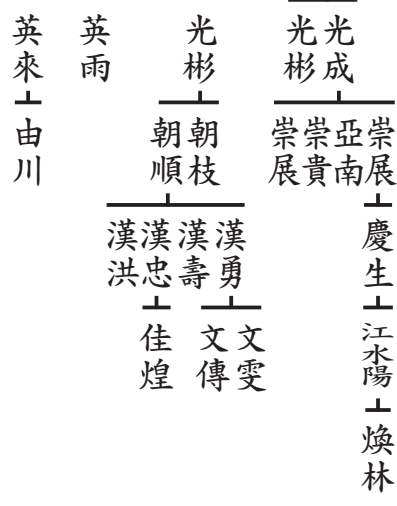 光成
光彬
光彬
英雨
英來
崇展
亞南
崇貴
崇展
朝枝
朝順
由川
慶生
漢勇
漢壽
漢忠
漢洪
江水陽
文雯
文傳
佳煌
煥林